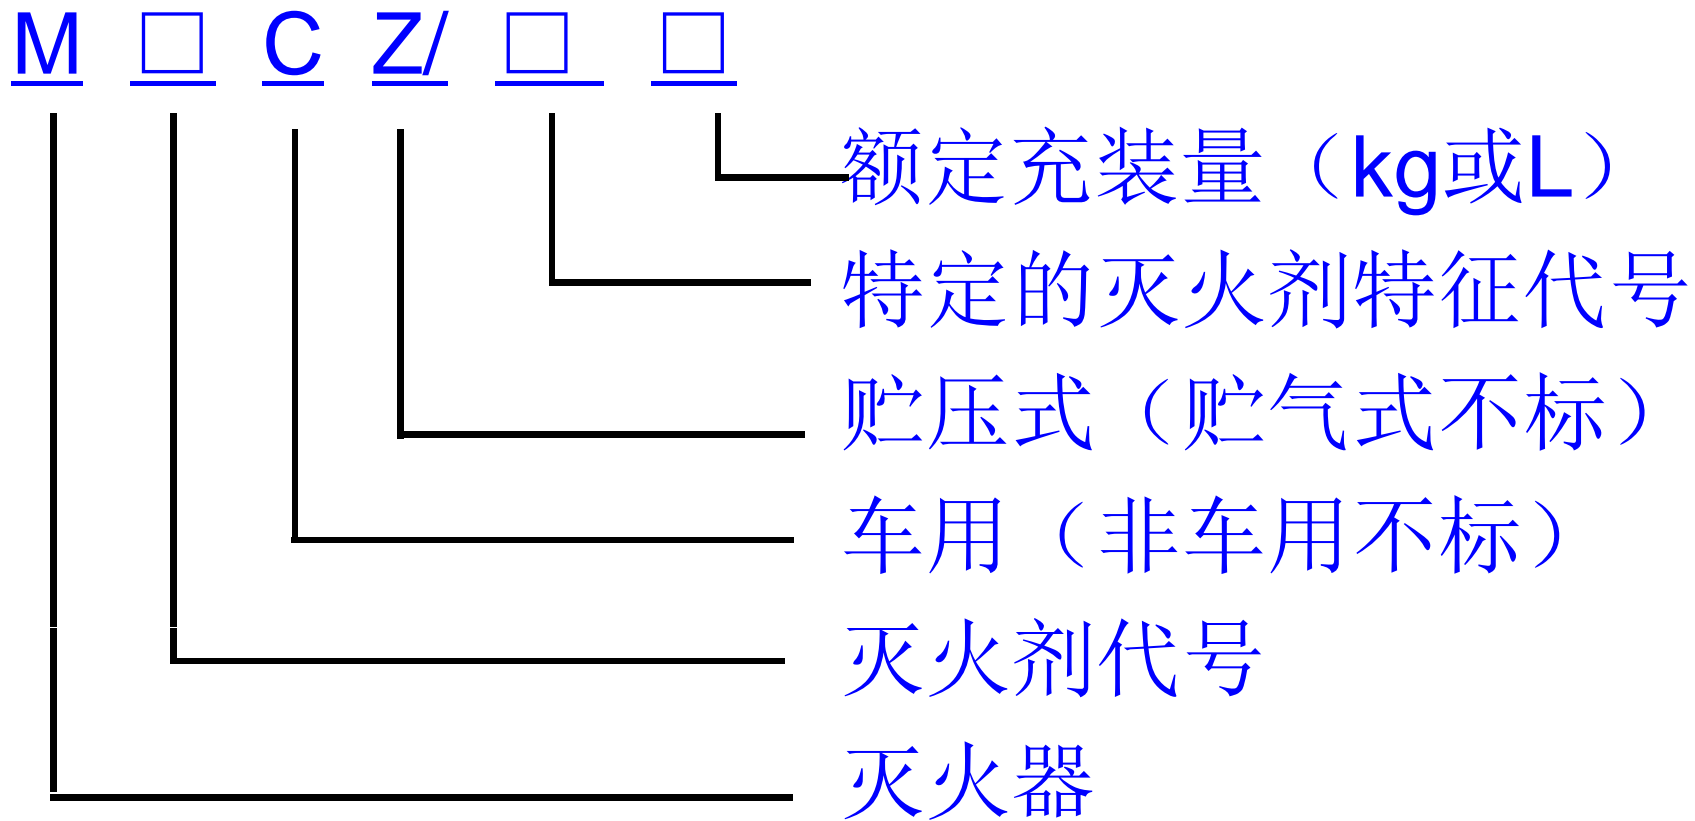 M □ C Z/ □ □
额定充装量（kg或L）
特定的灭火剂特征代号
贮压式（贮气式不标）
车用（非车用不标）
灭火剂代号
灭火器